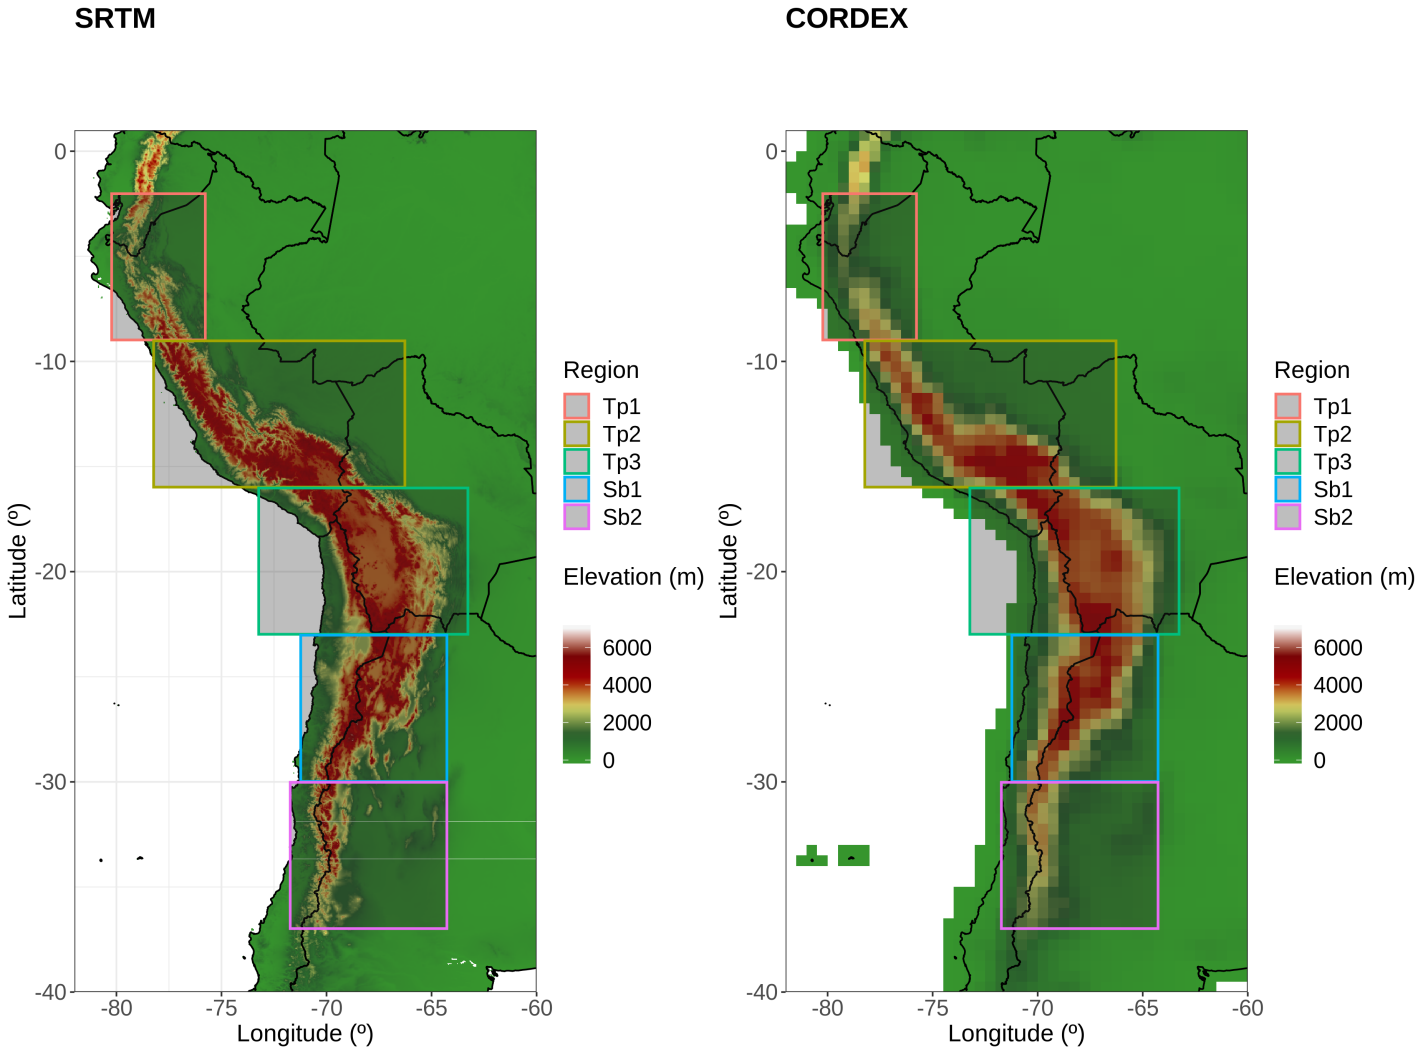 SRTM
CORDEX
0
-10
-20
-30
-40
-80
-75
-70
-65
-60
Longitude (º)
Latitude (º)
Region
Tp1
Tp2
Tp3
Sb1
Sb2
Elevation (m)
6000
4000
2000
0
0
-10
-20
-30
-40
-80
-75
-70
-65
-60
Longitude (º)
Latitude (º)
Region
Tp1
Tp2
Tp3
Sb1
Sb2
Elevation (m)
6000
4000
2000
0